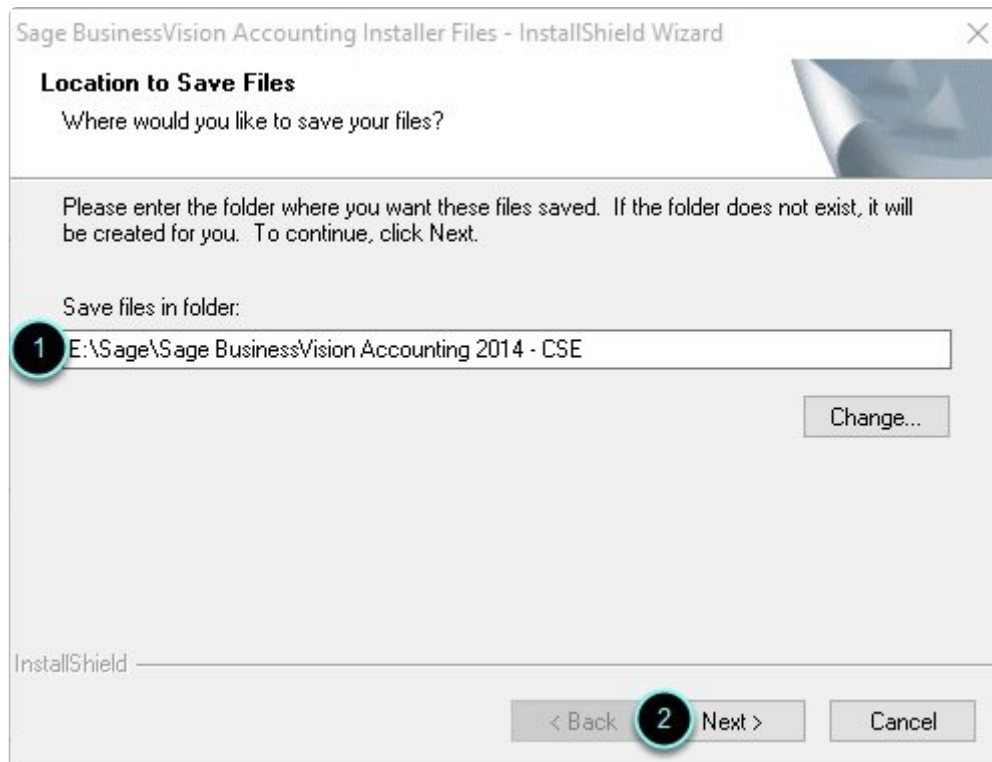 Sage BusinessVision Accounting Installer Files - InstallShield Wizard
Location to Save Files
Where would you like to save your files?
Please enter the folder where you want these files saved.  If the folder does not exist, it will
be created for you.  To continue, click Next.
Save files in folder:
1 E:\Sage\Sage BusinessVision Accounting 2014 - CSE
Change...
InstallShield
< Back 2 Next > Cancel